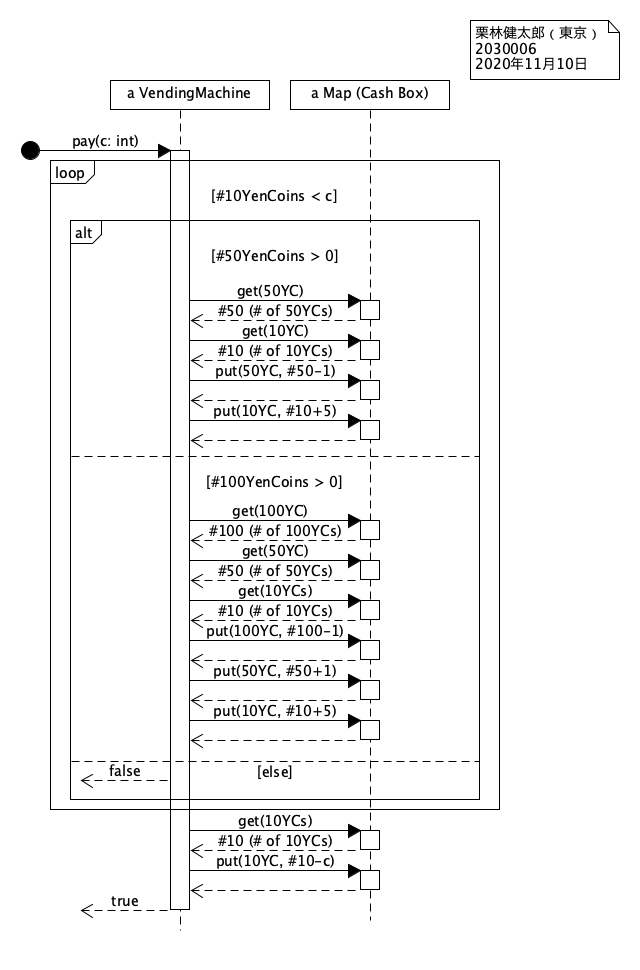 栗林健太郎（東京）
2030006
2020年11月10日
a VendingMachine
a Map (Cash Box)
pay(c: int)
loop
[#10YenCoins < c]
alt
[#50YenCoins > 0]
get(50YC)
#50 (# of 50YCs)
get(10YC)
#10 (# of 10YCs)
put(50YC, #50-1)
put(10YC, #10+5)
[#100YenCoins > 0]
get(100YC)
#100 (# of 100YCs)
get(50YC)
#50 (# of 50YCs)
get(10YCs)
#10 (# of 10YCs)
put(100YC, #100-1)
put(50YC, #50+1)
put(10YC, #10+5)
false
[else]
get(10YCs)
#10 (# of 10YCs)
put(10YC, #10-c)
true